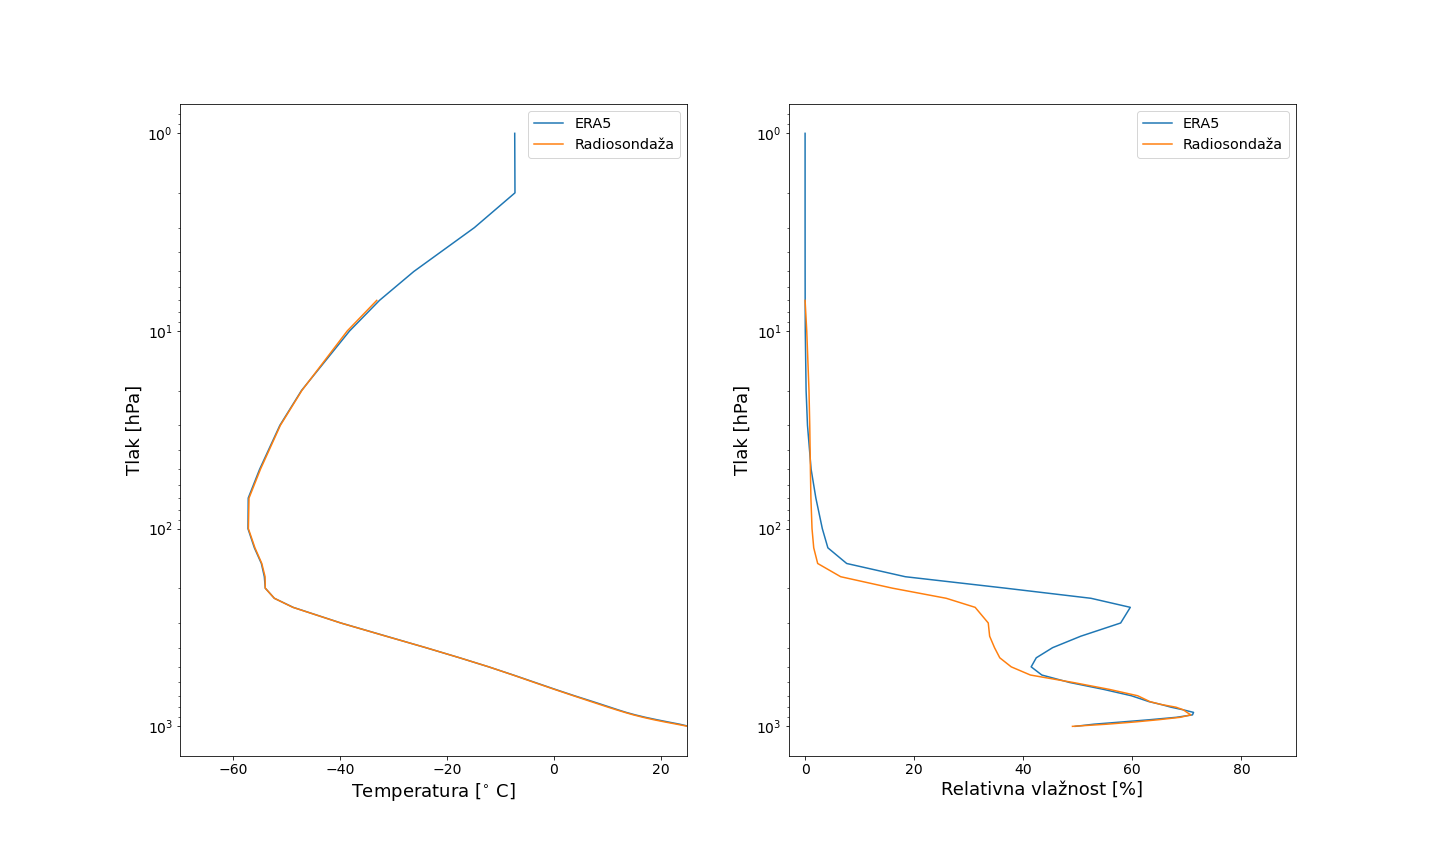 ERA5
Radiosondaža
10⁰
10¹
10²
10³
Tlak [hPa]
−60
−40
−20
0
20
Temperatura [° C]
ERA5
Radiosondaža
10⁰
10¹
10²
10³
Tlak [hPa]
0
20
40
60
80
Relativna vlažnost [%]